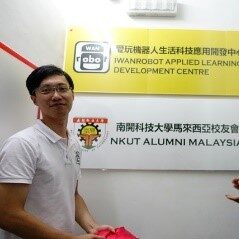 WAN
obo
愛玩機器人生活科技應用開發中心
IWANROBOT APPLIED LEARNING
DEVELOPMENT CENTRE
南開科技大學馬來西亞校友會
NKUT ALUMNI MALAYSIA